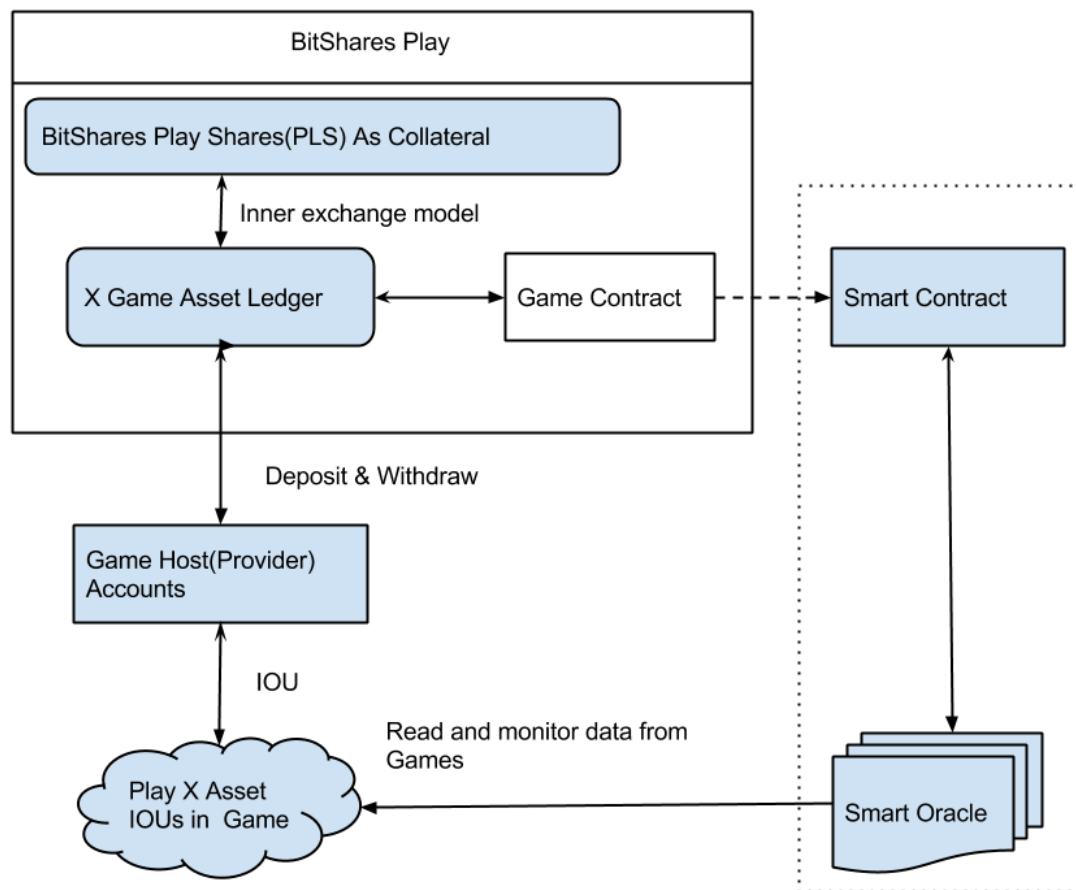 BitShares Play
BitShares Play Shares(PLS) As Collateral
Inner exchange model
X Game Asset Ledger
Game Contract
Smart Contract
Deposit & Withdraw
Game Host(Provider)
Accounts
IOU
Read and monitor data from
Games
Play X Asset
IOUs in  Game
Smart Oracle